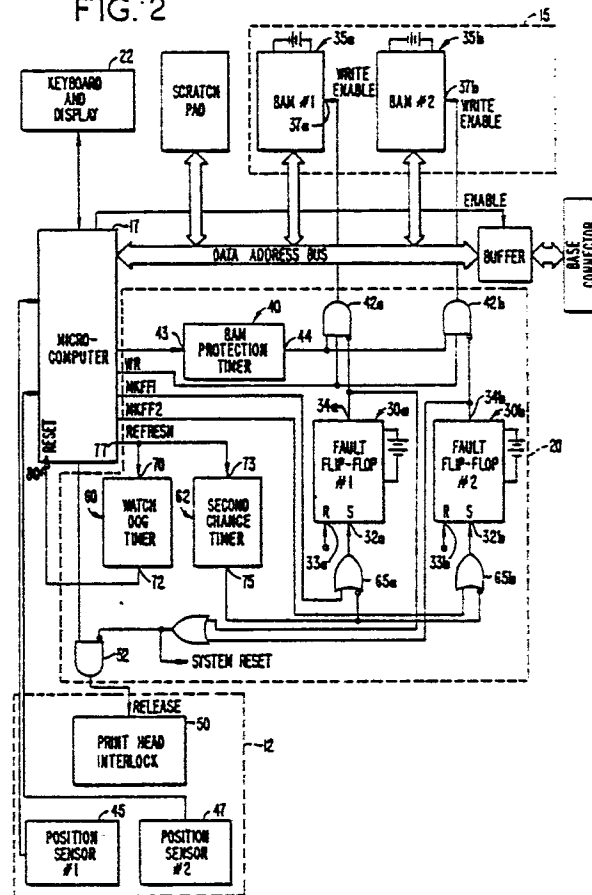 FIG. 2
15
22
KEYBOARD
AND
DISPLAY
SCRATCH
PAD
35a
BAM #1
WRITE
ENABLE
37a
35b
BAM #2
37b
WRITE
ENABLE
17
ENABLE
DATA ADDRESS BUS
BUFFER
BASE
CONNECTOR
MICRO-
COMPUTER
RESET
80
43
40
BAM
PROTECTION
TIMER
44
42a
42b
WR
MKFF1
MKFF2
REFRESH
77
34a
30a
34b
30b
20
FAULT
FLIP-FLOP
#1
R S
FAULT
FLIP-FLOP
#2
R S
33a
32a
33b
32b
70
73
60
WATCH
DOG
TIMER
62
SECOND
CHANCE
TIMER
72
75
65a
65b
52
SYSTEM RESET
RELEASE
50
PRINT HEAD
INTERLOCK
12
45
POSITION
SENSOR
#1
47
POSITION
SENSOR
#2